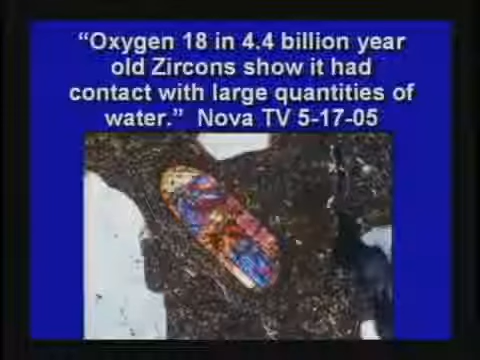 “Oxygen 18 in 4.4 billion year
old Zircons show it had
contact with large quantities of
water.” Nova TV 5-17-05